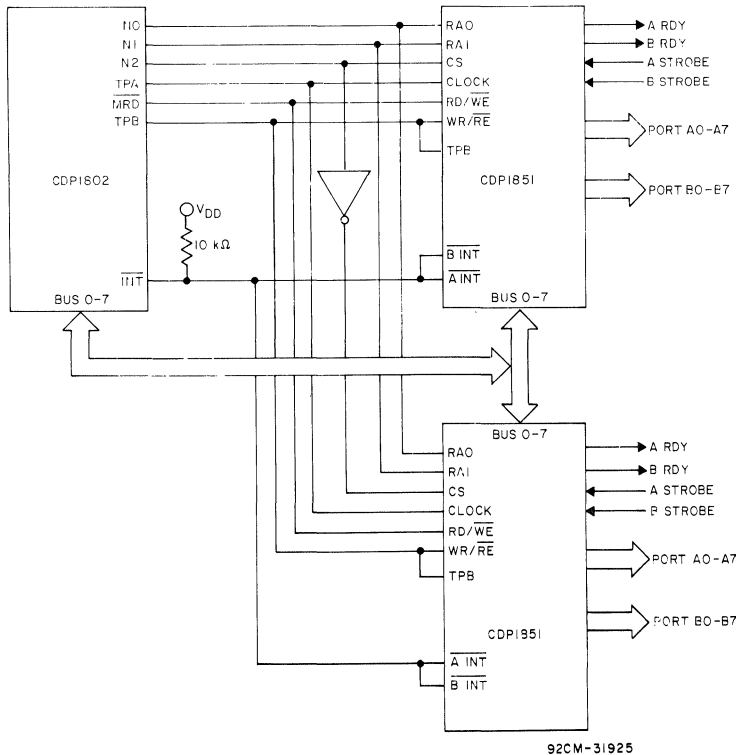 N0
N1
N2
TPA
MRD
TPB
CDP1802
VDD
10 kΩ
INT
BUS 0-7
RA0
RA1
CS
CLOCK
RD/WE
WR/RE
TPB
CDP1851
B INT
A INT
BUS 0-7
A RDY
B RDY
A STROBE
B STROBE
PORT A0-A7
PORT B0-B7
BUS 0-7
RA0
RA1
CS
CLOCK
RD/WE
WR/RE
TPB
CDP1851
A INT
B INT
A RDY
B RDY
A STROBE
B STROBE
PORT A0-A7
PORT B0-B7
92CM-31925